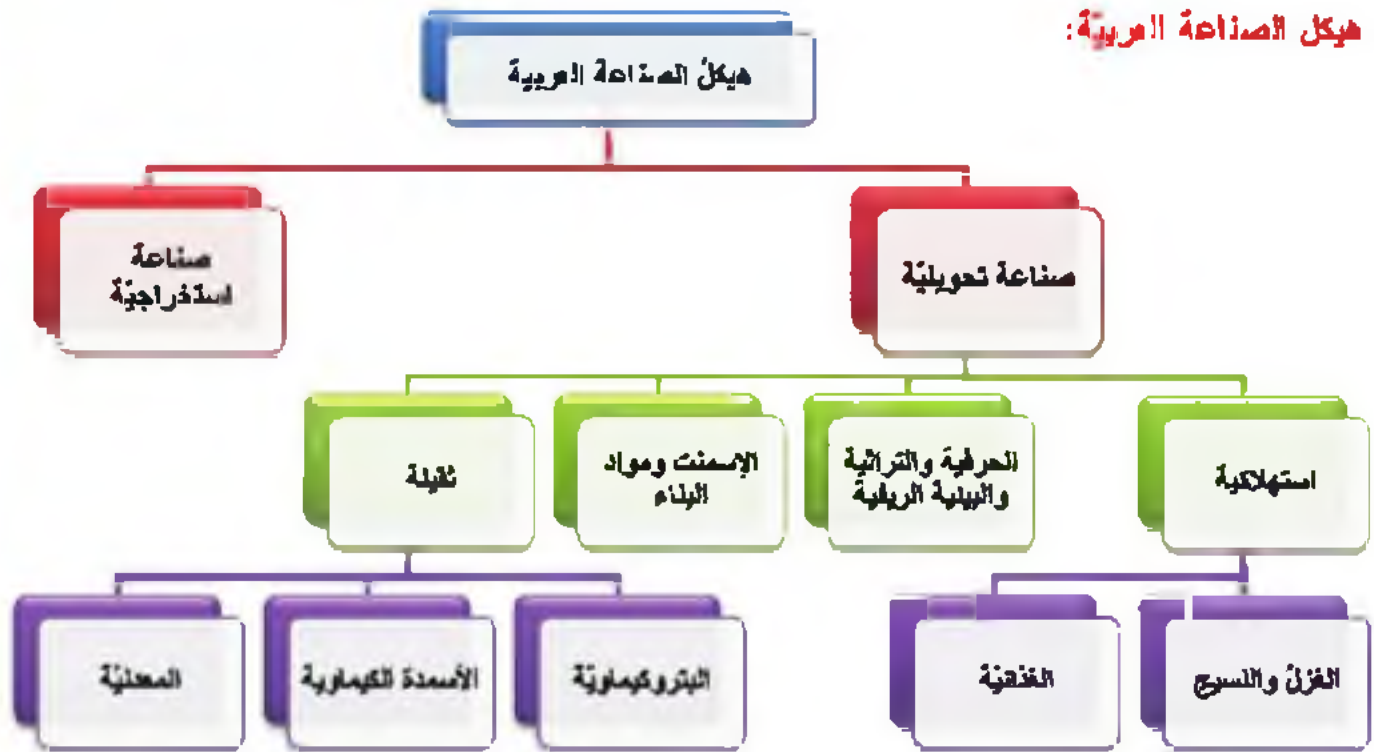 هيكل الصناعة العربيّة:
هيكلُ الصناعة العربية
صناعة تحويليّة
صناعة
استخراجيّة
استهلاكية
الحرفية والتراثية
والبيئية الريفية
الإسمنت ومواد
البناء
ثقيلة
الغزلُ والنسيج
الغذائيّة
البتروكيماويّة
الأسمدة الكيماوية
المعدنيّة